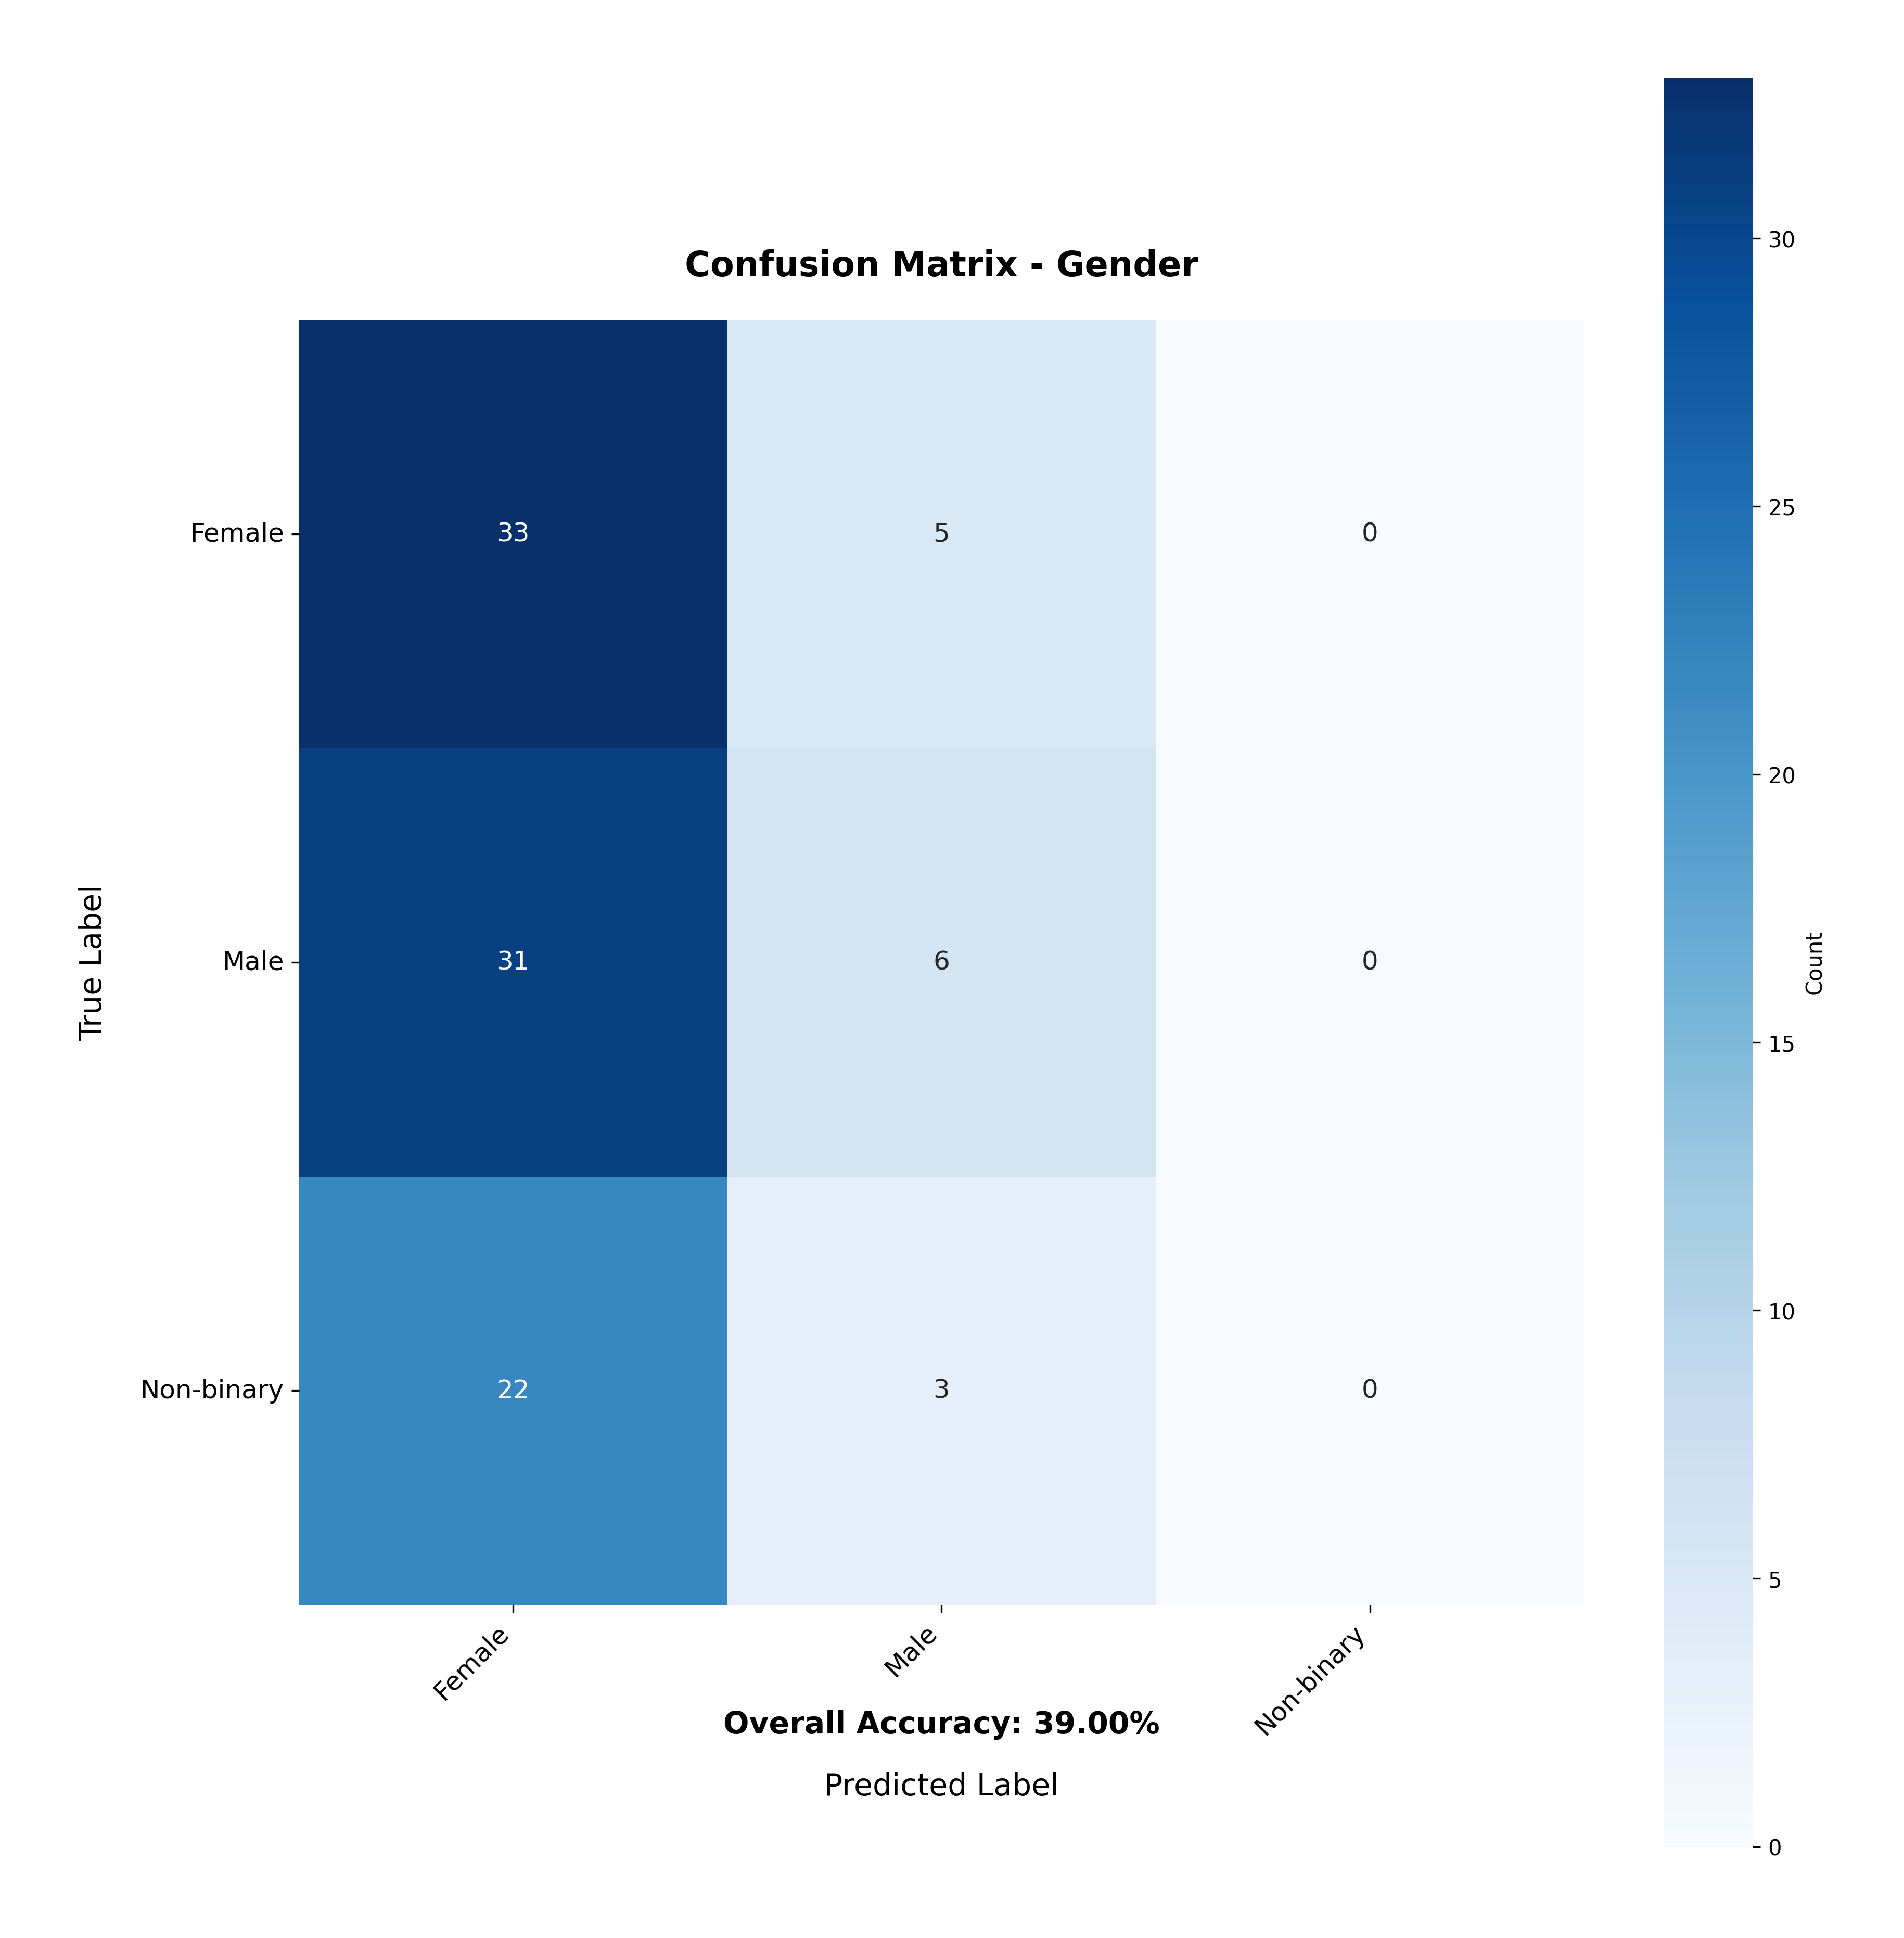 Confusion Matrix - Gender
True Label
Female 33 5 0
Male 31 6 0
Non-binary 22 3 0
Female Male Non-binary
Overall Accuracy: 39.00%
Predicted Label
30
25
20
15
10
5
0
Count